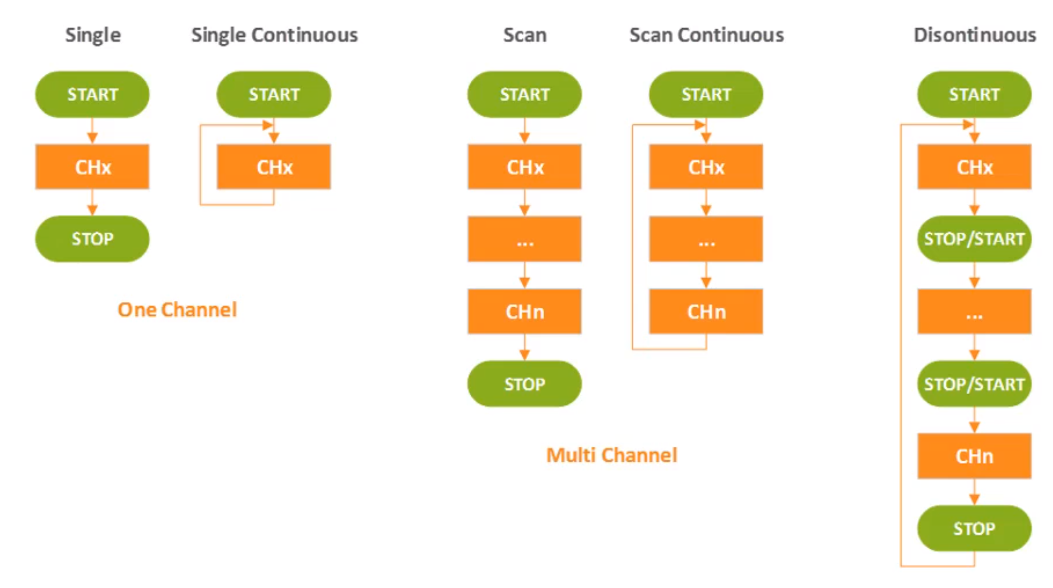 Single
START
CHx
STOP
Single Continuous
START
CHx
One Channel
Scan
START
CHx
...
CHn
STOP
Scan Continuous
START
CHx
...
CHn
Multi Channel
Disontinuous
START
CHx
STOP/START
...
STOP/START
CHn
STOP